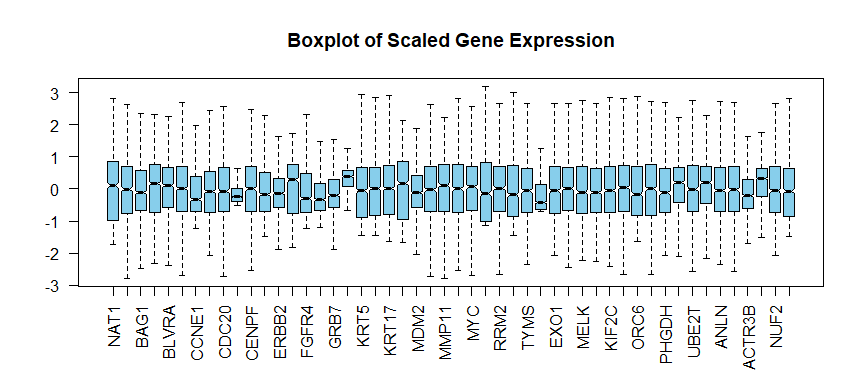 Boxplot of Scaled Gene Expression
3
2
1
0
-1
-2
-3
NAT1
BAG1
BLVRA
CCNE1
CDC20
CENPF
ERBB2
FGFR4
GRB7
KRT5
KRT17
MDM2
MMP11
MYC
RRM2
TYMS
EXO1
MELK
KIF2C
ORC6
PHGDH
UBE2T
ANLN
ACTR3B
NUF2